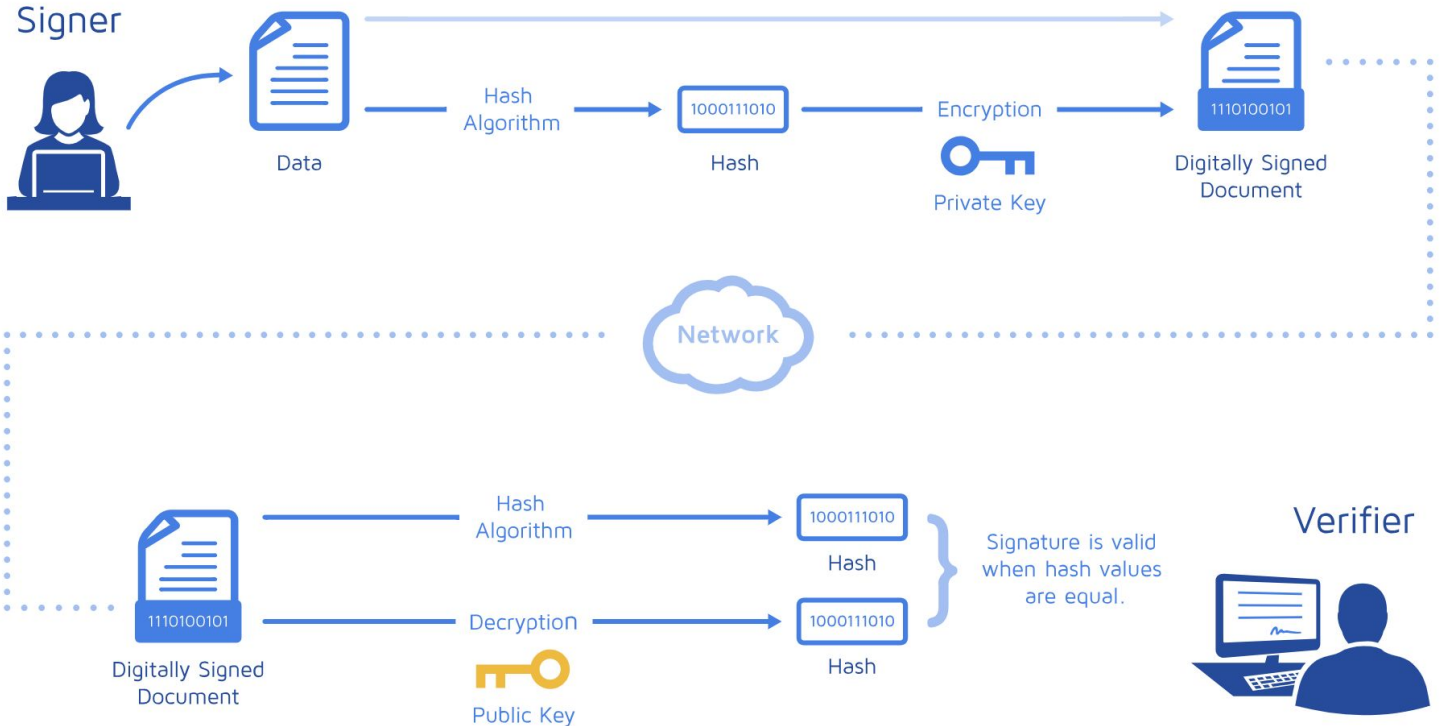 Signer
Hash
Algorithm
1000111010
Encryption
1110100101
Data
Hash
Private Key
Digitally Signed
Document
Network
Hash
Algorithm
1000111010
Hash
Signature is valid
when hash values
are equal.
Verifier
1110100101
Decryption
1000111010
Hash
Digitally Signed
Document
Public Key